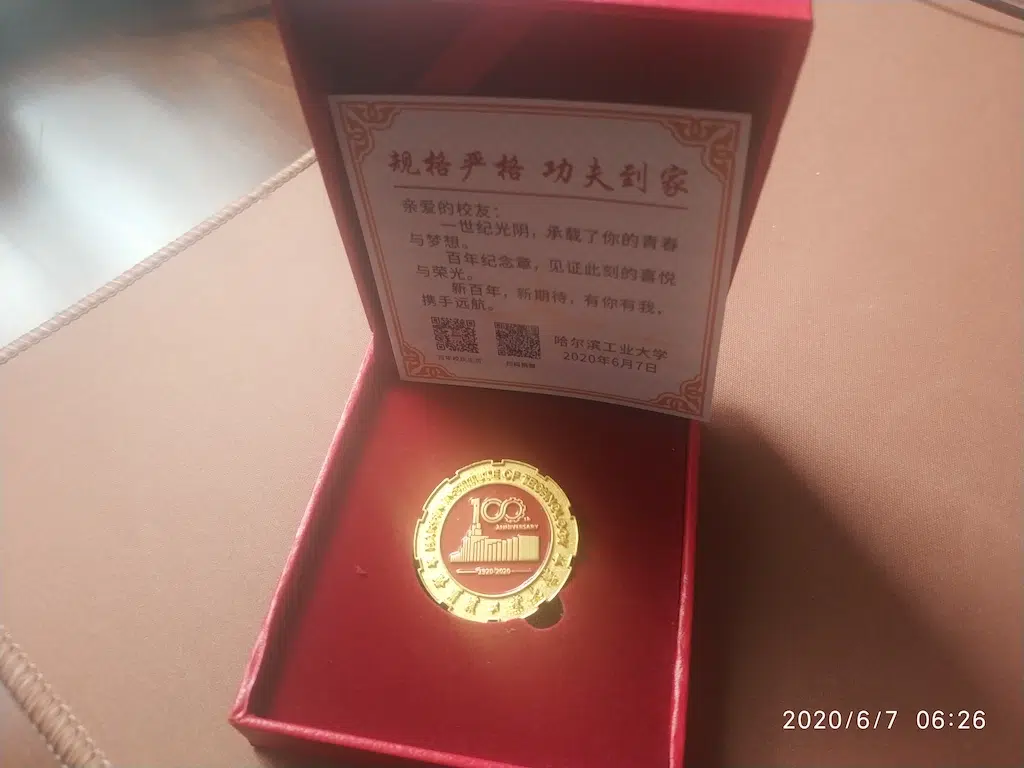 规格严格 功夫到家
亲爱的校友：
一世纪光阴，承载了你的青春
与梦想。
百年纪念章，见证此刻的喜悦
与荣光。
新百年，新期待，有你有我，
携手远航。
哈尔滨工业大学
2020年6月7日
100th
ANNIVERSARY
INSTITUTE OF TECHNOLOGY
1920-2020
2020/6/7 06:26